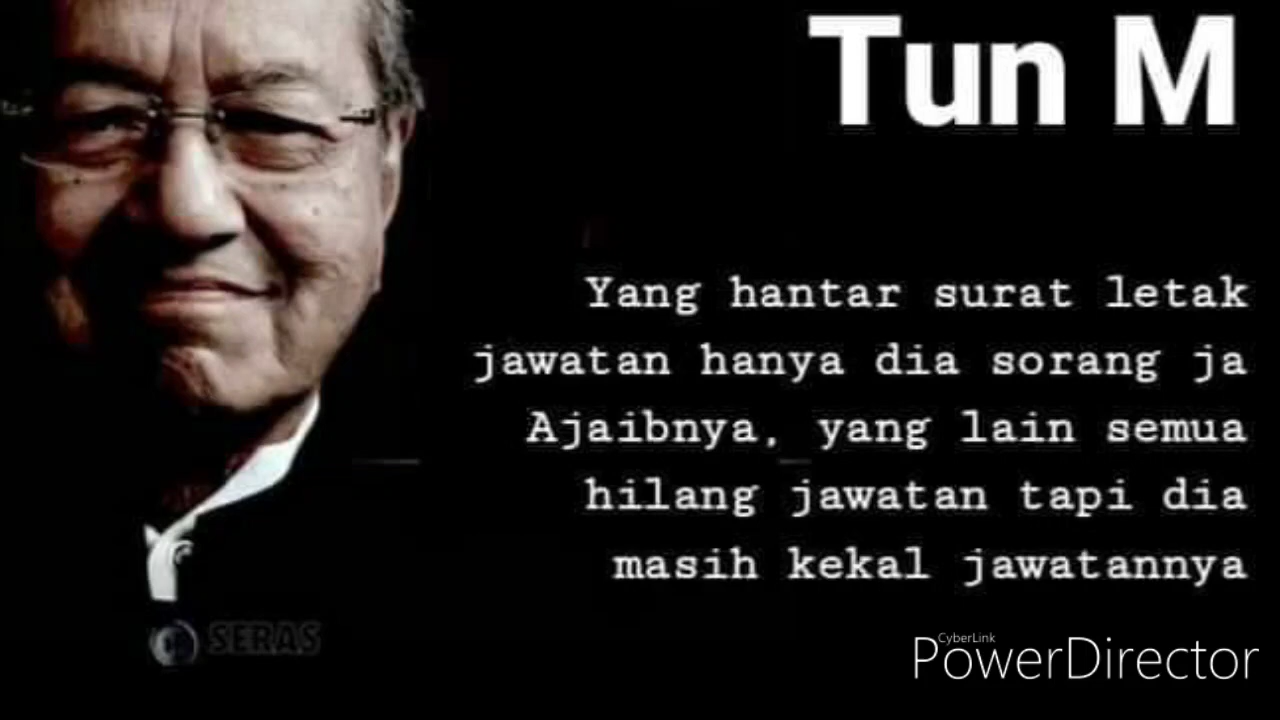 Tun M
Yang hantar surat letak
jawatan hanya dia sorang ja
Ajaibnya, yang lain semua
hilang jawatan tapi dia
masih kekal jawatannya
SERAS
CyberLink
PowerDirector